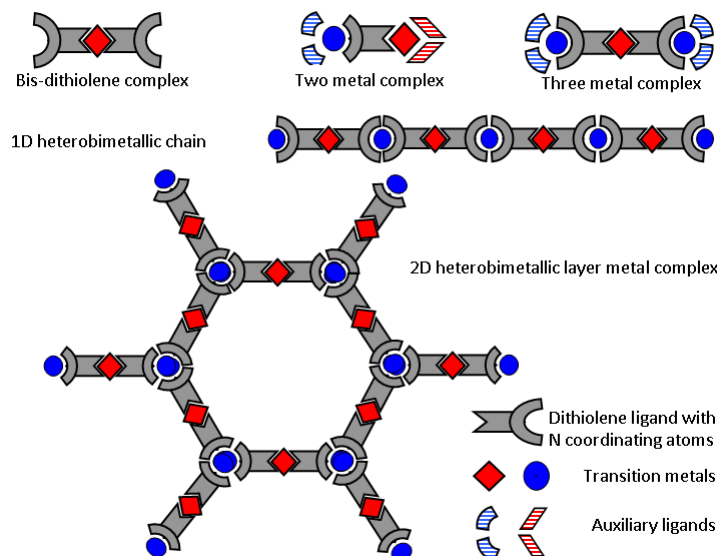 Bis-dithiolene complex
Two metal complex
Three metal complex
1D heterobimetallic chain
2D heterobimetallic layer metal complex
Dithiolene ligand with
N coordinating atoms
Transition metals
Auxiliary ligands